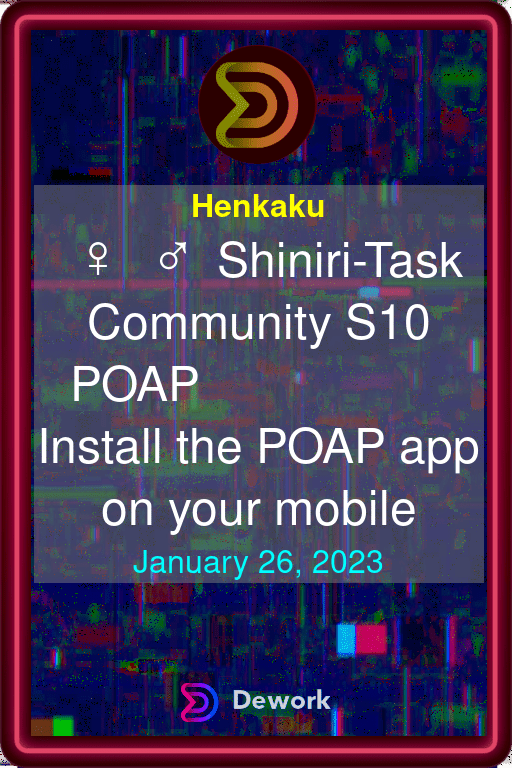 Henkaku
♀ ♂ Shiniri-Task
Community S10
POAP
Install the POAP app
on your mobile
January 26, 2023
Dework